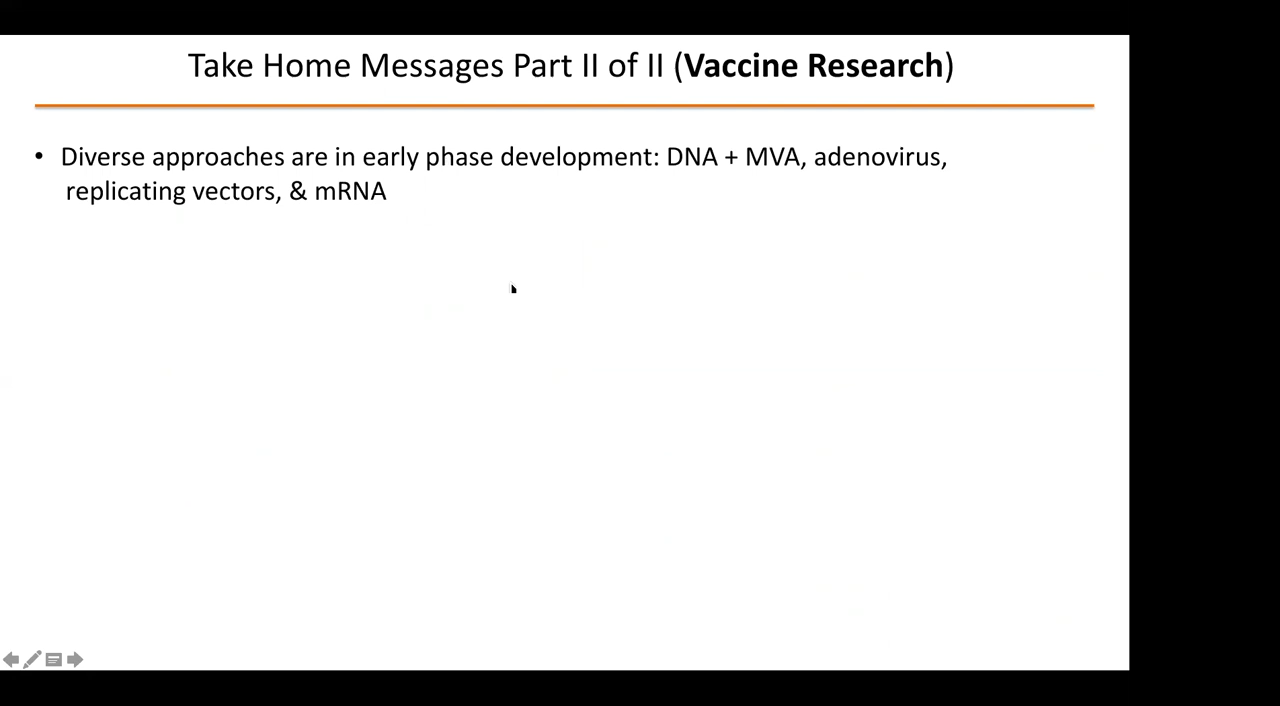 Take Home Messages Part II of II (Vaccine Research)
• Diverse approaches are in early phase development: DNA + MVA, adenovirus,
replicating vectors, & mRNA